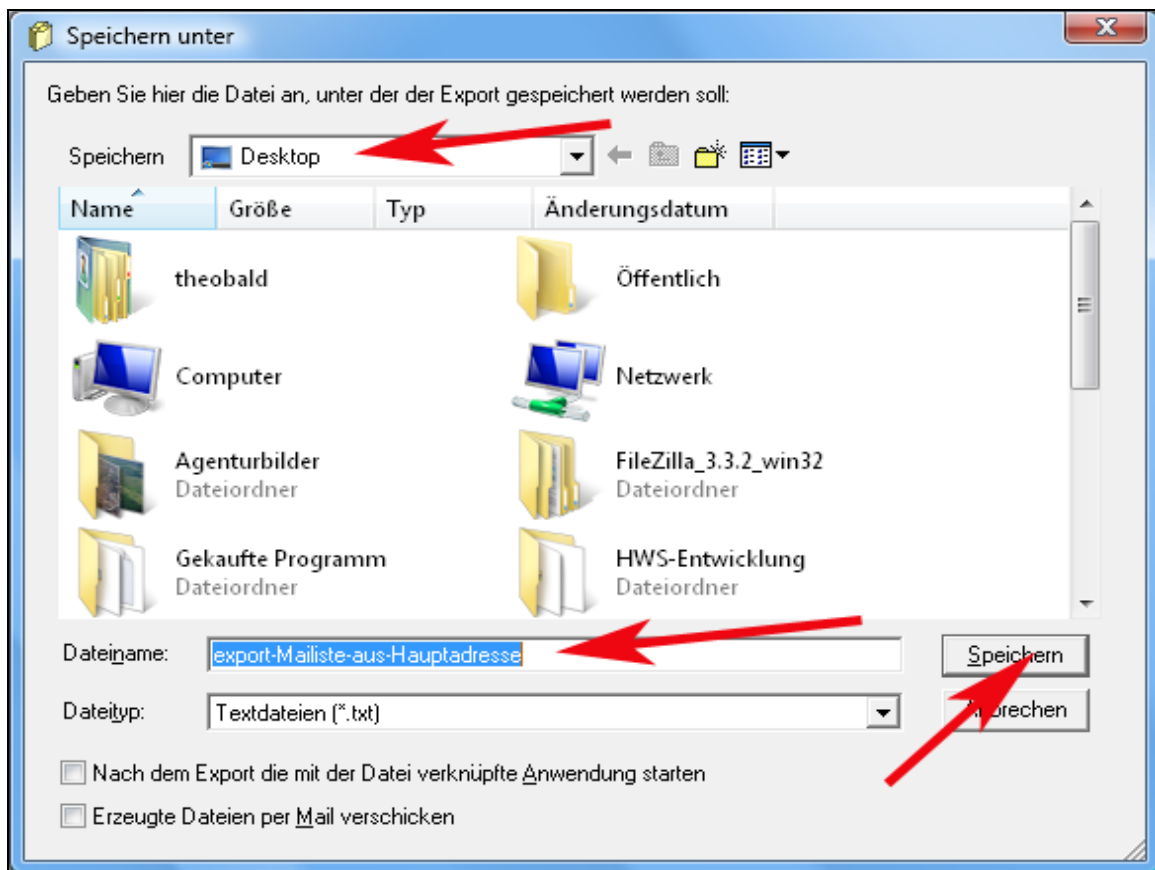 Speichern unter
Geben Sie hier die Datei an, unter der der Export gespeichert werden soll:
Speichern Desktop
Name Größe Typ Änderungsdatum
theobald Öffentlich
Computer Netzwerk
Agenturbilder FileZilla_3.3.2_win32
Dateiordner Dateiordner
Gekaufte Programm HWS-Entwicklung
Dateiordner Dateiordner
Dateiname: export-Mailiste-aus-Hauptadresse Speichern
Dateityp: Textdateien (*.txt) Abbrechen
Nach dem Export die mit der Datei verknüpfte Anwendung starten
Erzeugte Dateien per Mail verschicken